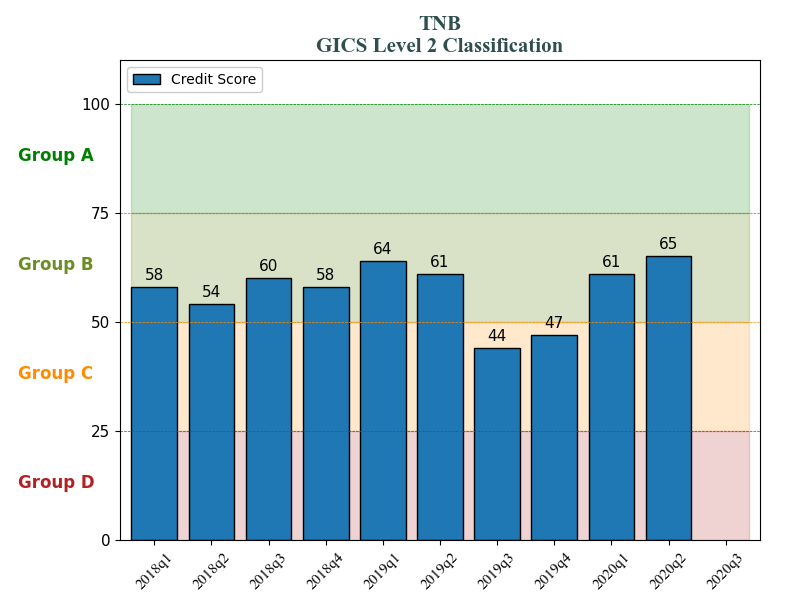 TNB
GICS Level 2 Classification
Credit Score
100
Group A
75
Group B
50
Group C
25
Group D
0
58
54
60
58
64
61
44
47
61
65
2018q1
2018q2
2018q3
2018q4
2019q1
2019q2
2019q3
2019q4
2020q1
2020q2
2020q3